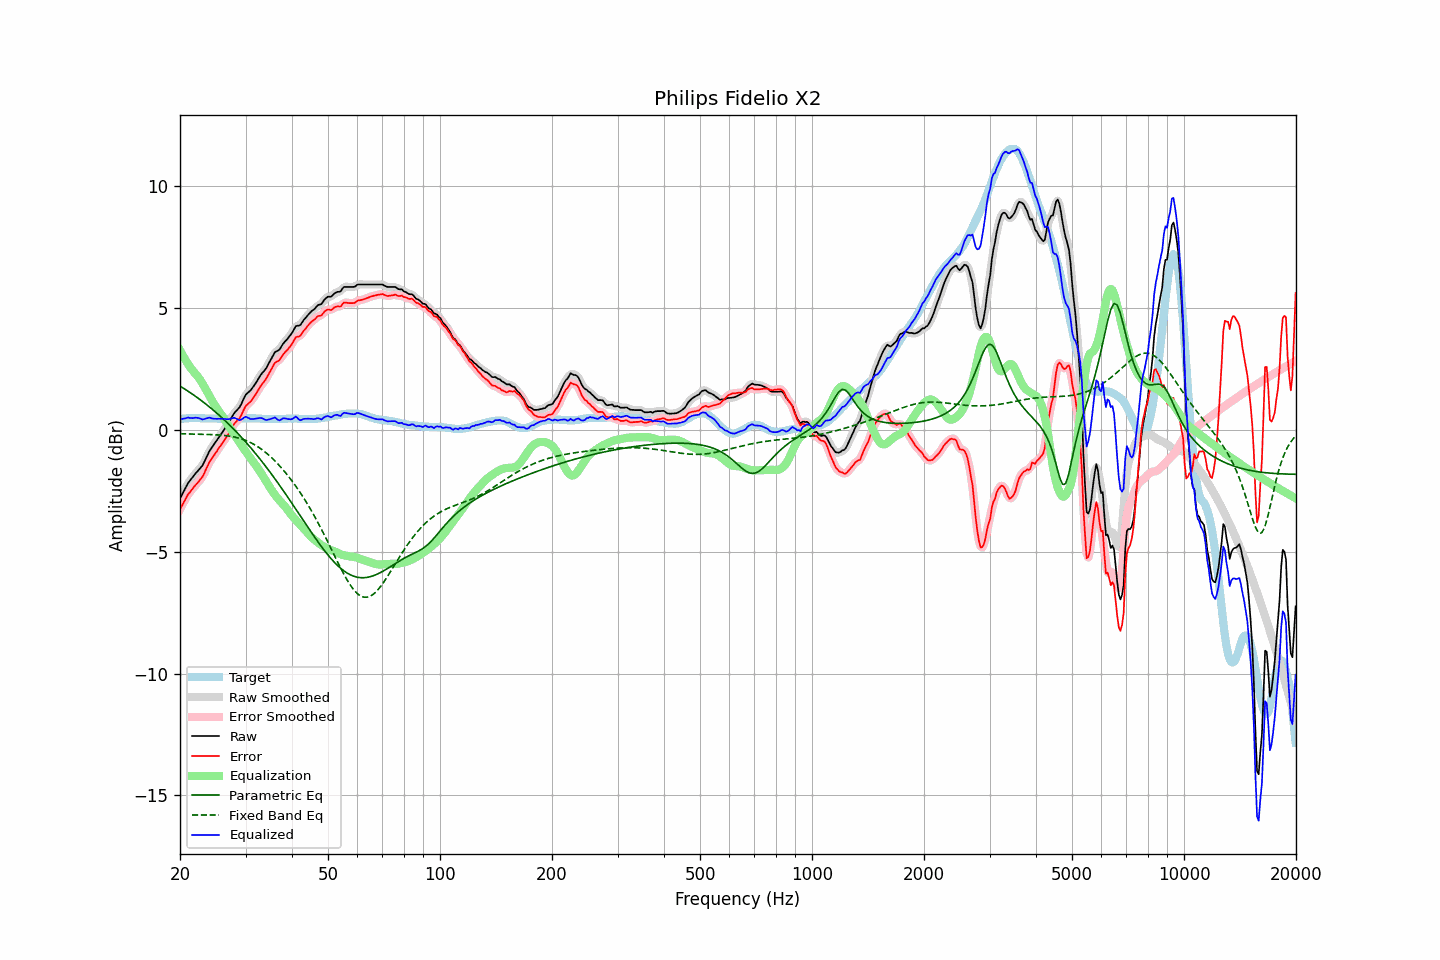 Philips Fidelio X2
Amplitude (dBr)
10
5
0
−5
−10
−15
Target
Raw Smoothed
Error Smoothed
Raw
Error
Equalization
Parametric Eq
Fixed Band Eq
Equalized
20 50 100 200 500 1000 2000 5000 10000 20000
Frequency (Hz)